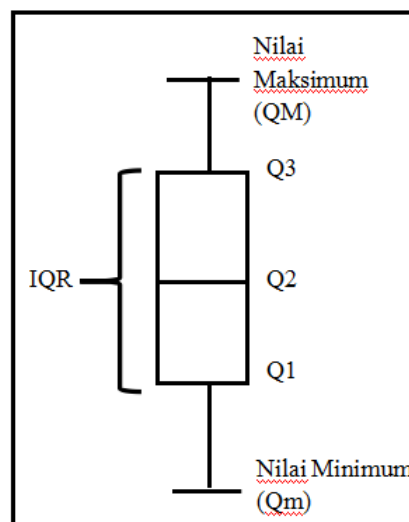 Nilai
Maksimum
(QM)
Q3
IQR
Q2
Q1
Nilai Minimum
(Qm)